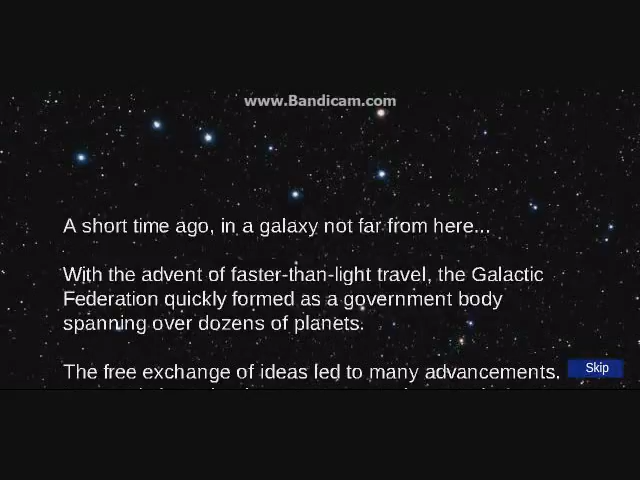 www.Bandicam.com
A short time ago, in a galaxy not far from here...
With the advent of faster-than-light travel, the Galactic
Federation quickly formed as a government body
spanning over dozens of planets.
The free exchange of ideas led to many advancements.
Skip